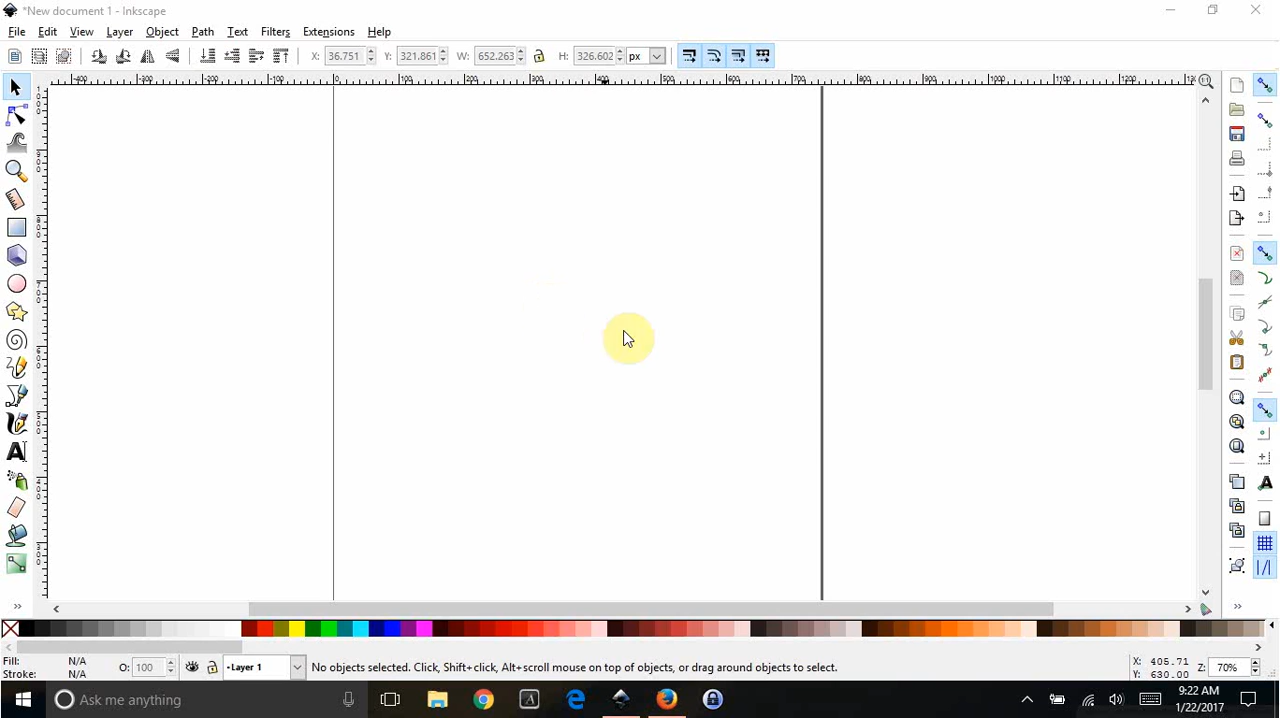 *New document 1 - Inkscape
File Edit View Layer Object Path Text Filters Extensions Help
X: 36.751 Y: 321.861 W: 652.263 H: 326.602 px
Fill: N/A O: 100 -Layer 1 No objects selected. Click, Shift+click, Alt+scroll mouse on top of objects, or drag around objects to select. X: 405.71 Z: 70%
Stroke: N/A Y: 630.00
Ask me anything
9:22 AM
1/22/2017